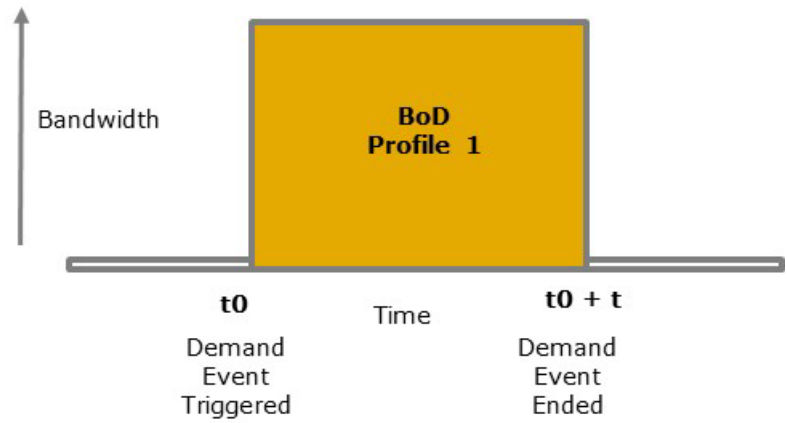 Bandwidth
BoD
Profile 1
t0
Time
t0 + t
Demand
Event
Triggered
Demand
Event
Ended